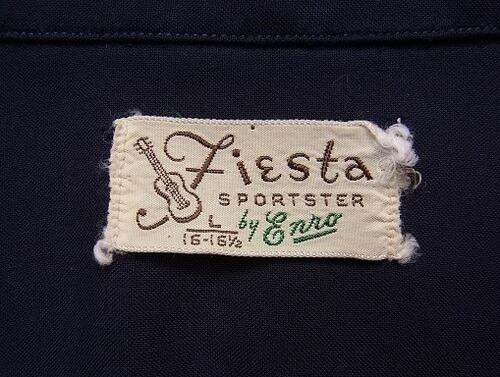 Fiesta
SPORTSTER
L
16-16½
by Enro